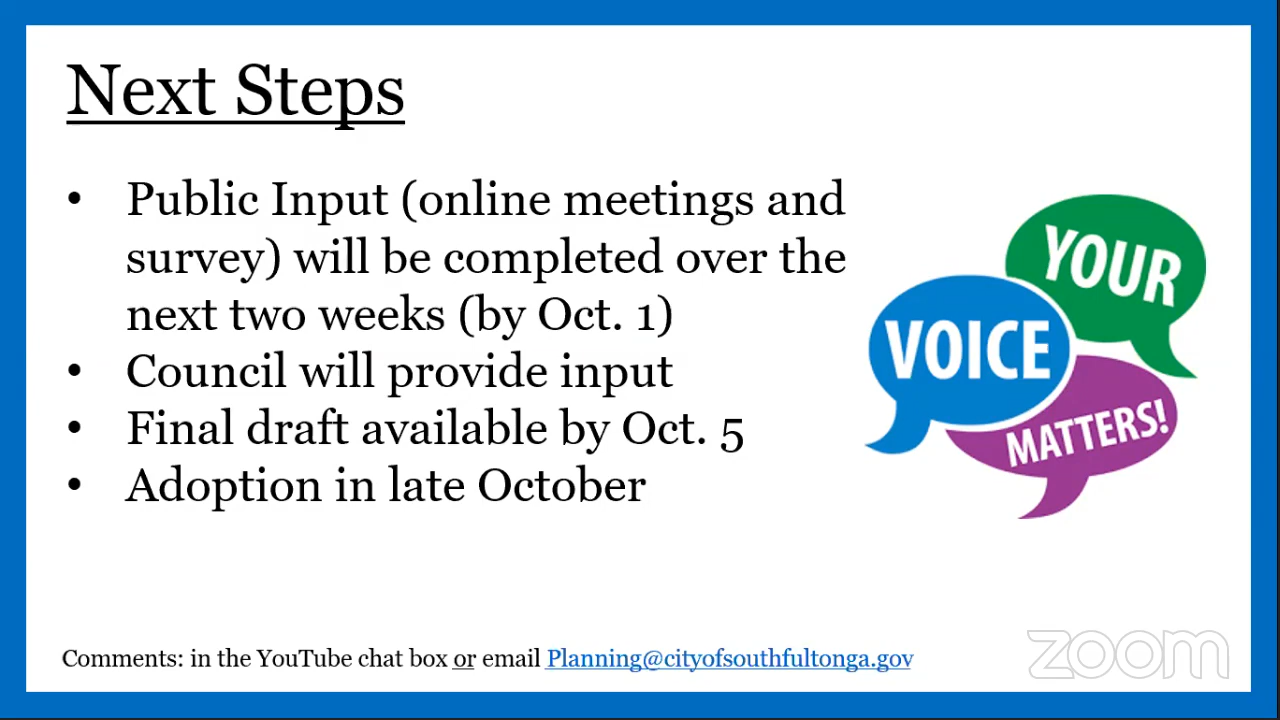 Next Steps
• Public Input (online meetings and
survey) will be completed over the
next two weeks (by Oct. 1)
• Council will provide input
• Final draft available by Oct. 5
• Adoption in late October
YOUR
VOICE
MATTERS!
Comments: in the YouTube chat box or email Planning@cityofsouthfultonga.gov
zoom